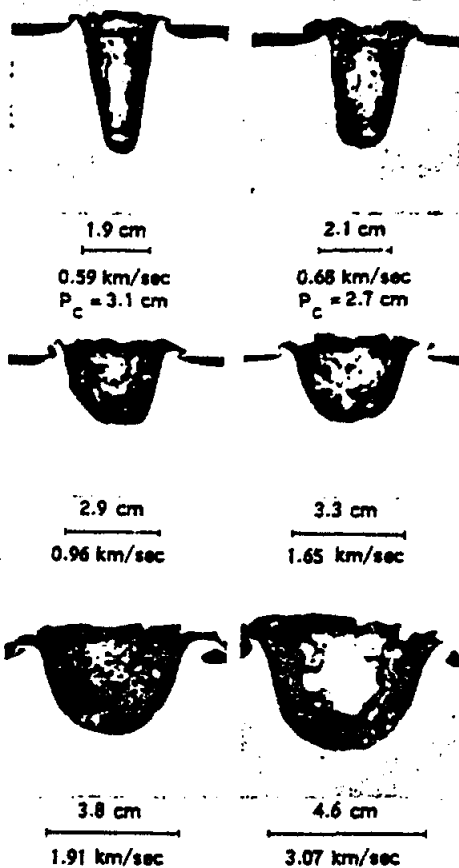 1.9 cm
0.59 km/sec
P_c = 3.1 cm
2.1 cm
0.68 km/sec
P_c = 2.7 cm
2.9 cm
0.96 km/sec
3.3 cm
1.65 km/sec
3.8 cm
1.91 km/sec
4.6 cm
3.07 km/sec